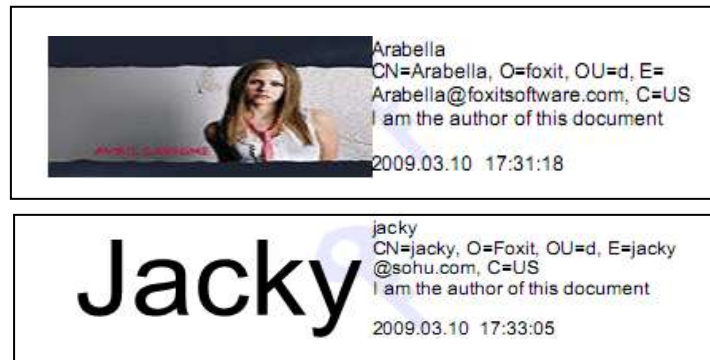 Arabella
CN=Arabella, O=foxit, OU=d, E=
Arabella@foxitsoftware.com, C=US
I am the author of this document
AVRIL LAVIGNE
2009.03.10 17:31:18
Jacky
jacky
CN=jacky, O=Foxit, OU=d, E=jacky
@sohu.com, C=US
I am the author of this document
2009.03.10 17:33:05